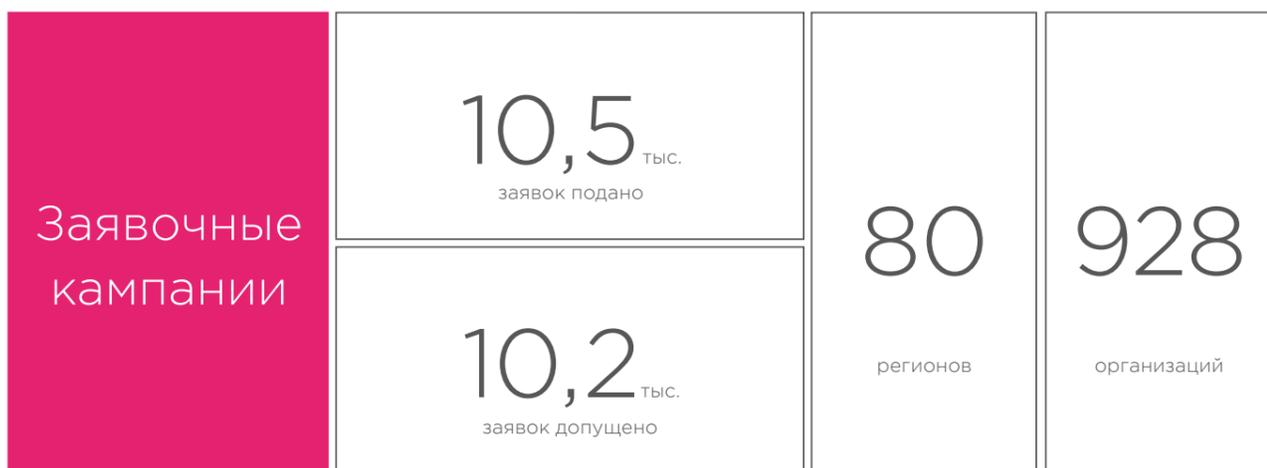 Заявочные
кампании
10,5 тыс.
заявок подано
10,2 тыс.
заявок допущено
80
регионов
928
организаций